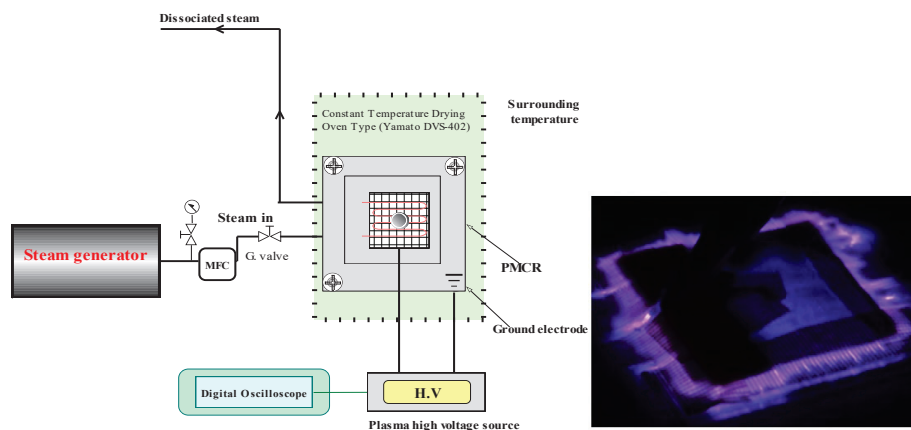 Dissociated steam
Surrounding
temperature
Constant Temperature Drying
Oven Type (Yamato DVS-402)
Steam in
G. valve
Steam generator
MFC
PMCR
Ground electrode
Digital Oscilloscope
H.V
Plasma high voltage source